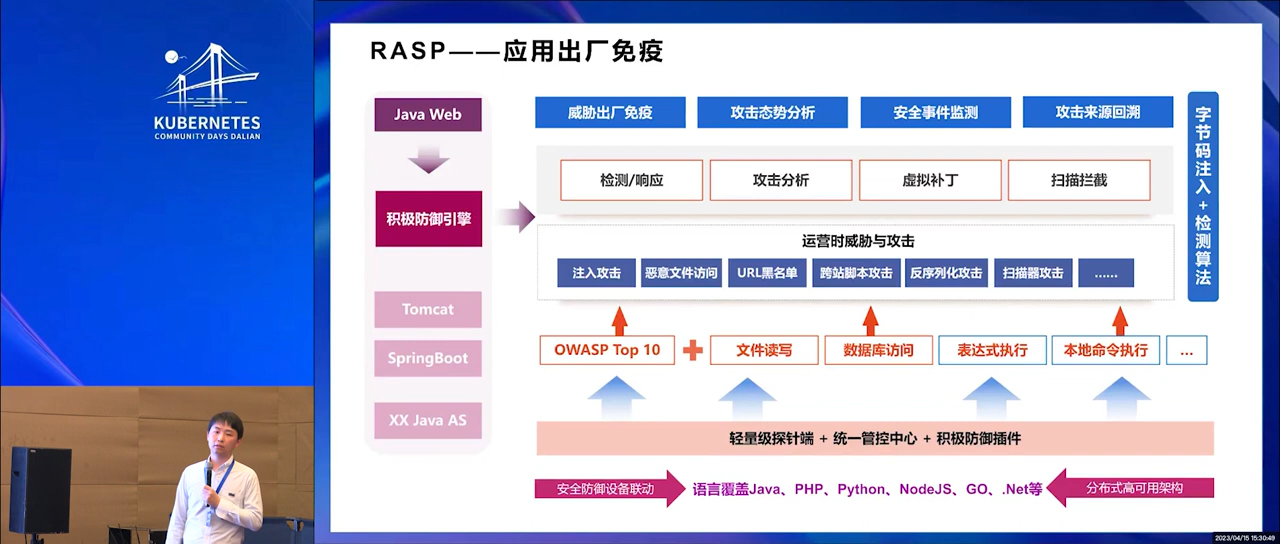 KUBERNETES
COMMUNITY DAYS DALIAN
RASP——应用出厂免疫
Java Web
积极防御引擎
Tomcat
SpringBoot
XX Java AS
威胁出厂免疫
攻击态势分析
安全事件监测
攻击来源回溯
检测/响应
攻击分析
虚拟补丁
扫描拦截
运营时威胁与攻击
注入攻击
恶意文件访问
URL黑名单
跨站脚本攻击
反序列化攻击
扫描器攻击
......
OWASP Top 10
文件读写
数据库访问
表达式执行
本地命令执行
...
轻量级探针端 + 统一管控中心 + 积极防御插件
安全防御设备联动
语言覆盖Java、PHP、Python、NodeJS、GO、.Net等
分布式高可用架构
字节码注入+检测算法
2023/04/15 15:30:49